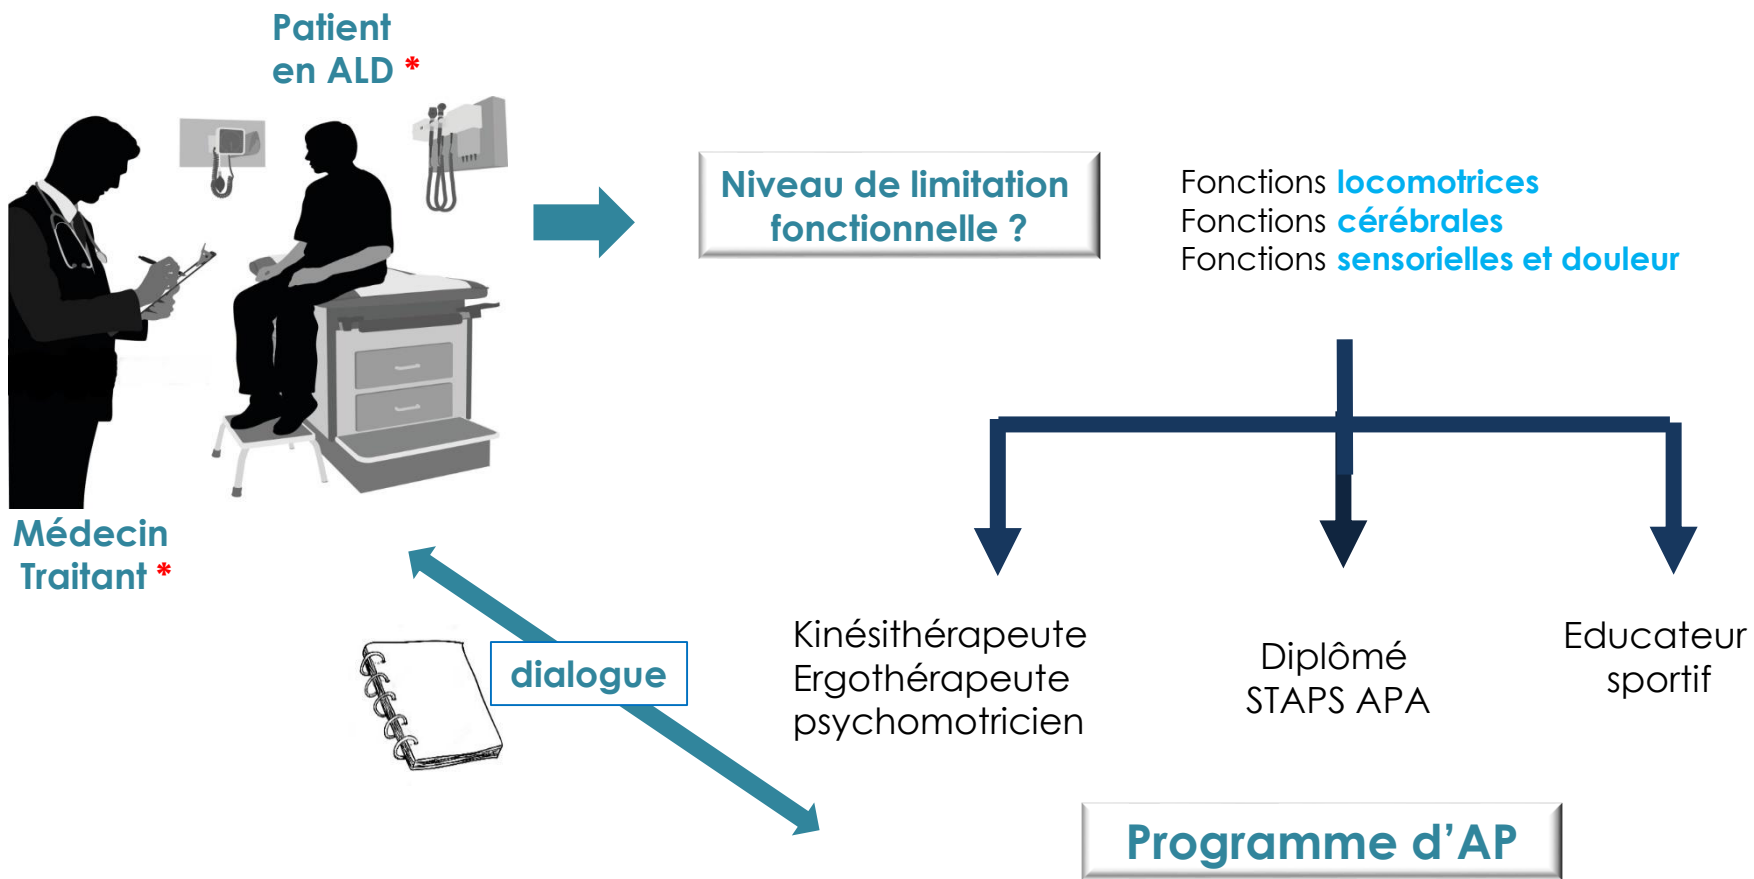 Patient
en ALD *
Niveau de limitation
fonctionnelle ?
Fonctions locomotrices
Fonctions cérébrales
Fonctions sensorielles et douleur
Médecin
Traitant *
dialogue
Kinésithérapeute
Ergothérapeute
psychomotricien
Diplômé
STAPS APA
Educateur
sportif
Programme d’AP